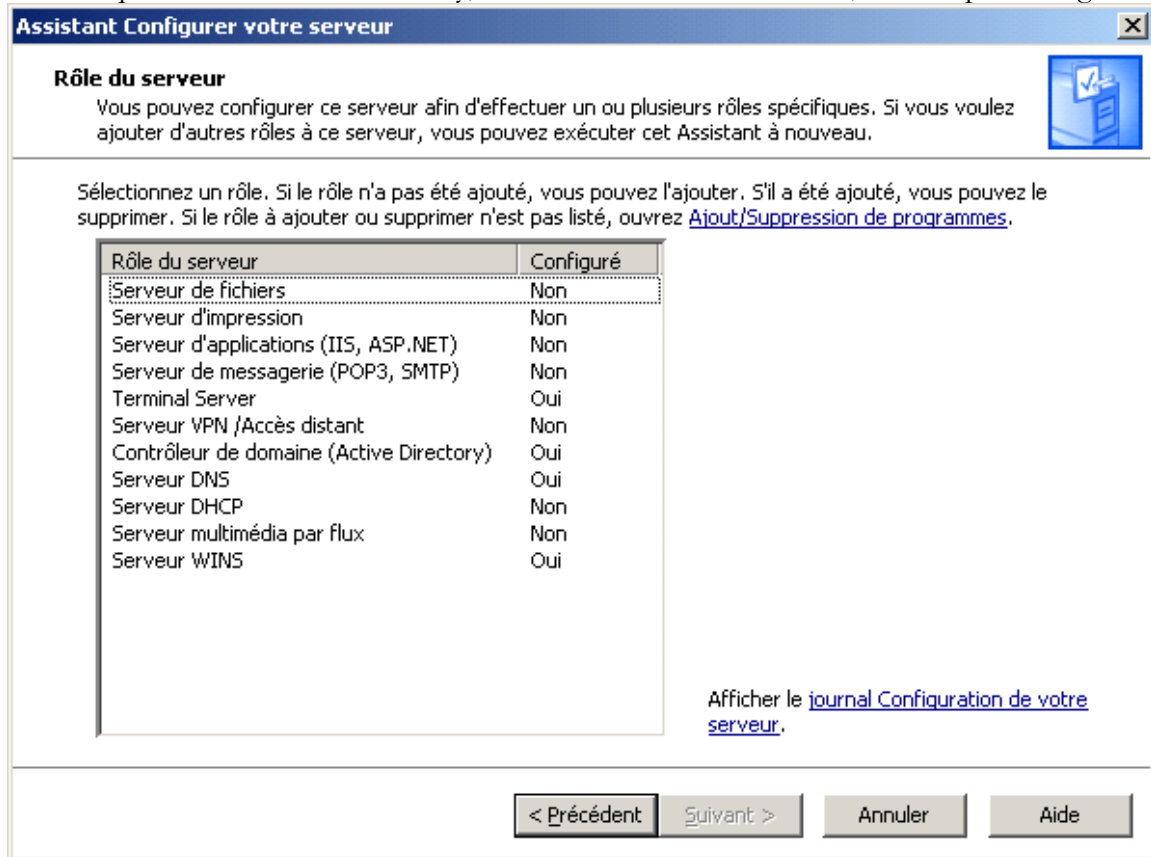 Assistant Configurer votre serveur
Rôle du serveur
Vous pouvez configurer ce serveur afin d'effectuer un ou plusieurs rôles spécifiques. Si vous voulez
ajouter d'autres rôles à ce serveur, vous pouvez exécuter cet Assistant à nouveau.
Sélectionnez un rôle. Si le rôle n'a pas été ajouté, vous pouvez l'ajouter. S'il a été ajouté, vous pouvez le
supprimer. Si le rôle à ajouter ou supprimer n'est pas listé, ouvrez Ajout/Suppression de programmes.
Rôle du serveur Configuré
Serveur de fichiers Non
Serveur d'impression Non
Serveur d'applications (IIS, ASP.NET) Non
Serveur de messagerie (POP3, SMTP) Non
Terminal Server Oui
Serveur VPN /Accès distant Non
Contrôleur de domaine (Active Directory) Oui
Serveur DNS Oui
Serveur DHCP Non
Serveur multimédia par flux Non
Serveur WINS Oui
Afficher le journal Configuration de votre
serveur.
< Précédent Suivant > Annuler Aide